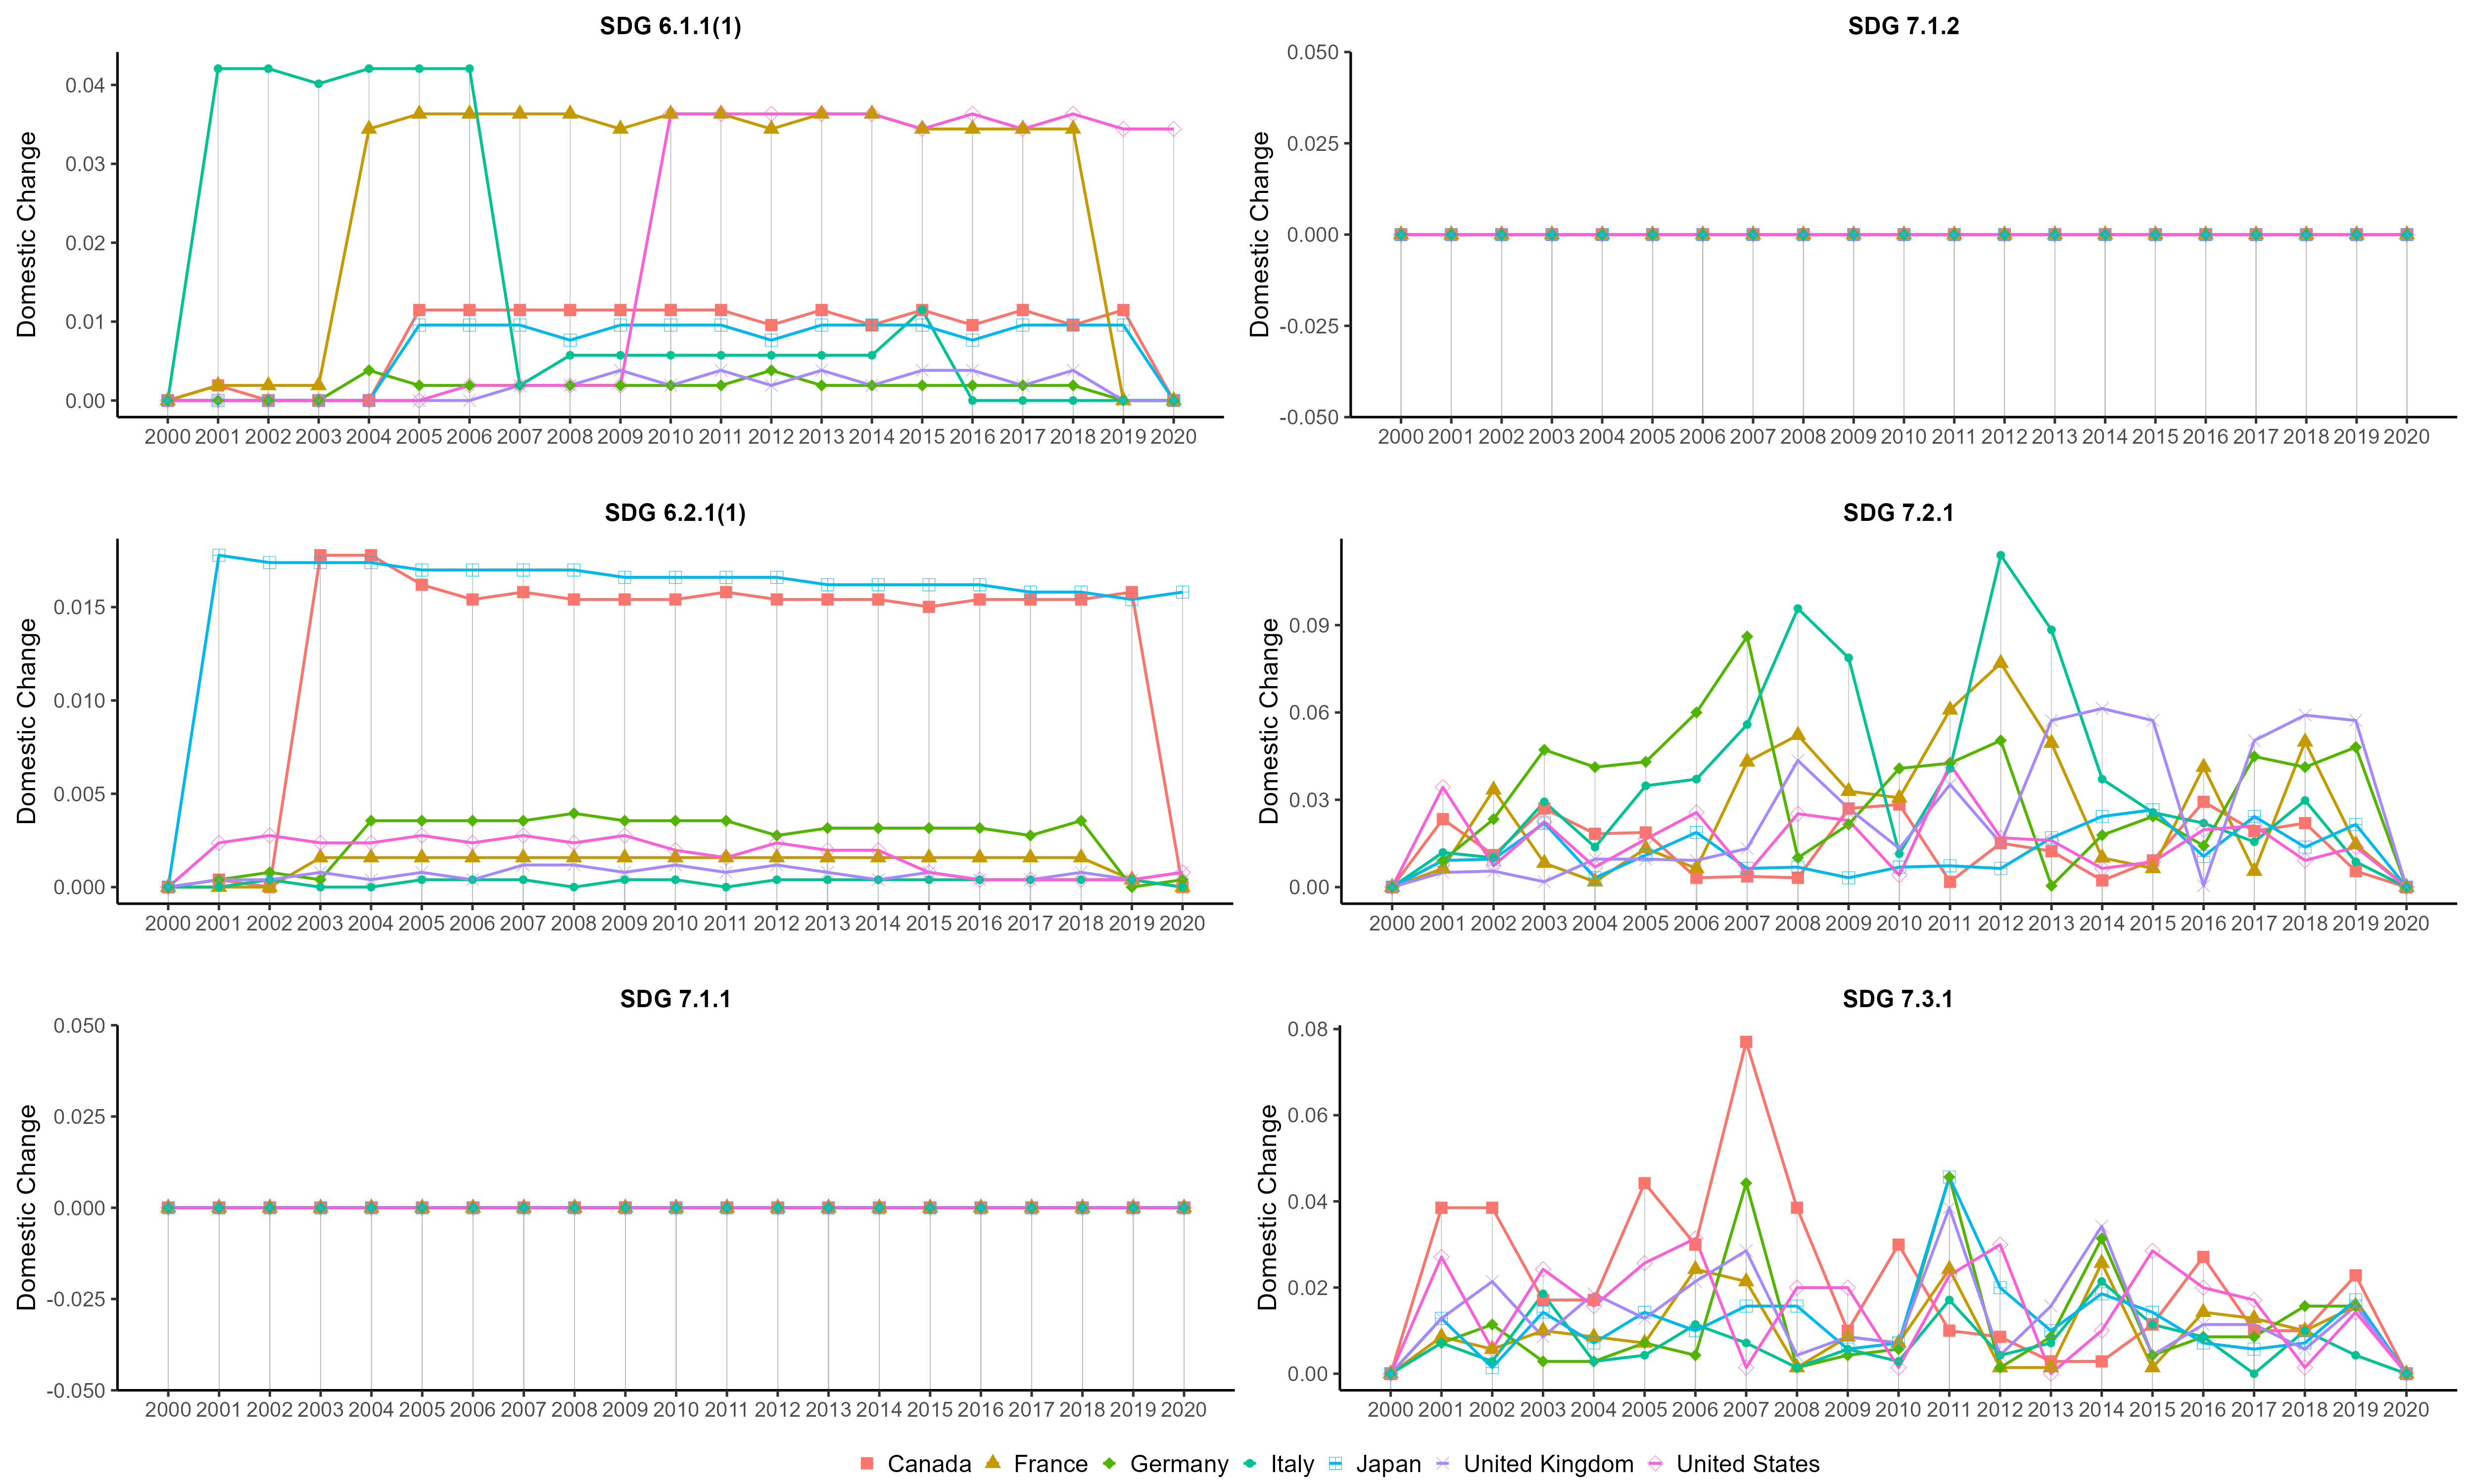 SDG 6.1.1(1)
Domestic Change
0.04
0.03
0.02
0.01
0.00
2000 2001 2002 2003 2004 2005 2006 2007 2008 2009 2010 2011 2012 2013 2014 2015 2016 2017 2018 2019 2020
SDG 7.1.2
Domestic Change
0.050
0.025
0.000
-0.025
-0.050
2000 2001 2002 2003 2004 2005 2006 2007 2008 2009 2010 2011 2012 2013 2014 2015 2016 2017 2018 2019 2020
SDG 6.2.1(1)
Domestic Change
0.015
0.010
0.005
0.000
2000 2001 2002 2003 2004 2005 2006 2007 2008 2009 2010 2011 2012 2013 2014 2015 2016 2017 2018 2019 2020
SDG 7.2.1
Domestic Change
0.09
0.06
0.03
0.00
2000 2001 2002 2003 2004 2005 2006 2007 2008 2009 2010 2011 2012 2013 2014 2015 2016 2017 2018 2019 2020
SDG 7.1.1
Domestic Change
0.050
0.025
0.000
-0.025
-0.050
2000 2001 2002 2003 2004 2005 2006 2007 2008 2009 2010 2011 2012 2013 2014 2015 2016 2017 2018 2019 2020
SDG 7.3.1
Domestic Change
0.08
0.06
0.04
0.02
0.00
2000 2001 2002 2003 2004 2005 2006 2007 2008 2009 2010 2011 2012 2013 2014 2015 2016 2017 2018 2019 2020
Canada France Germany Italy Japan United Kingdom United States